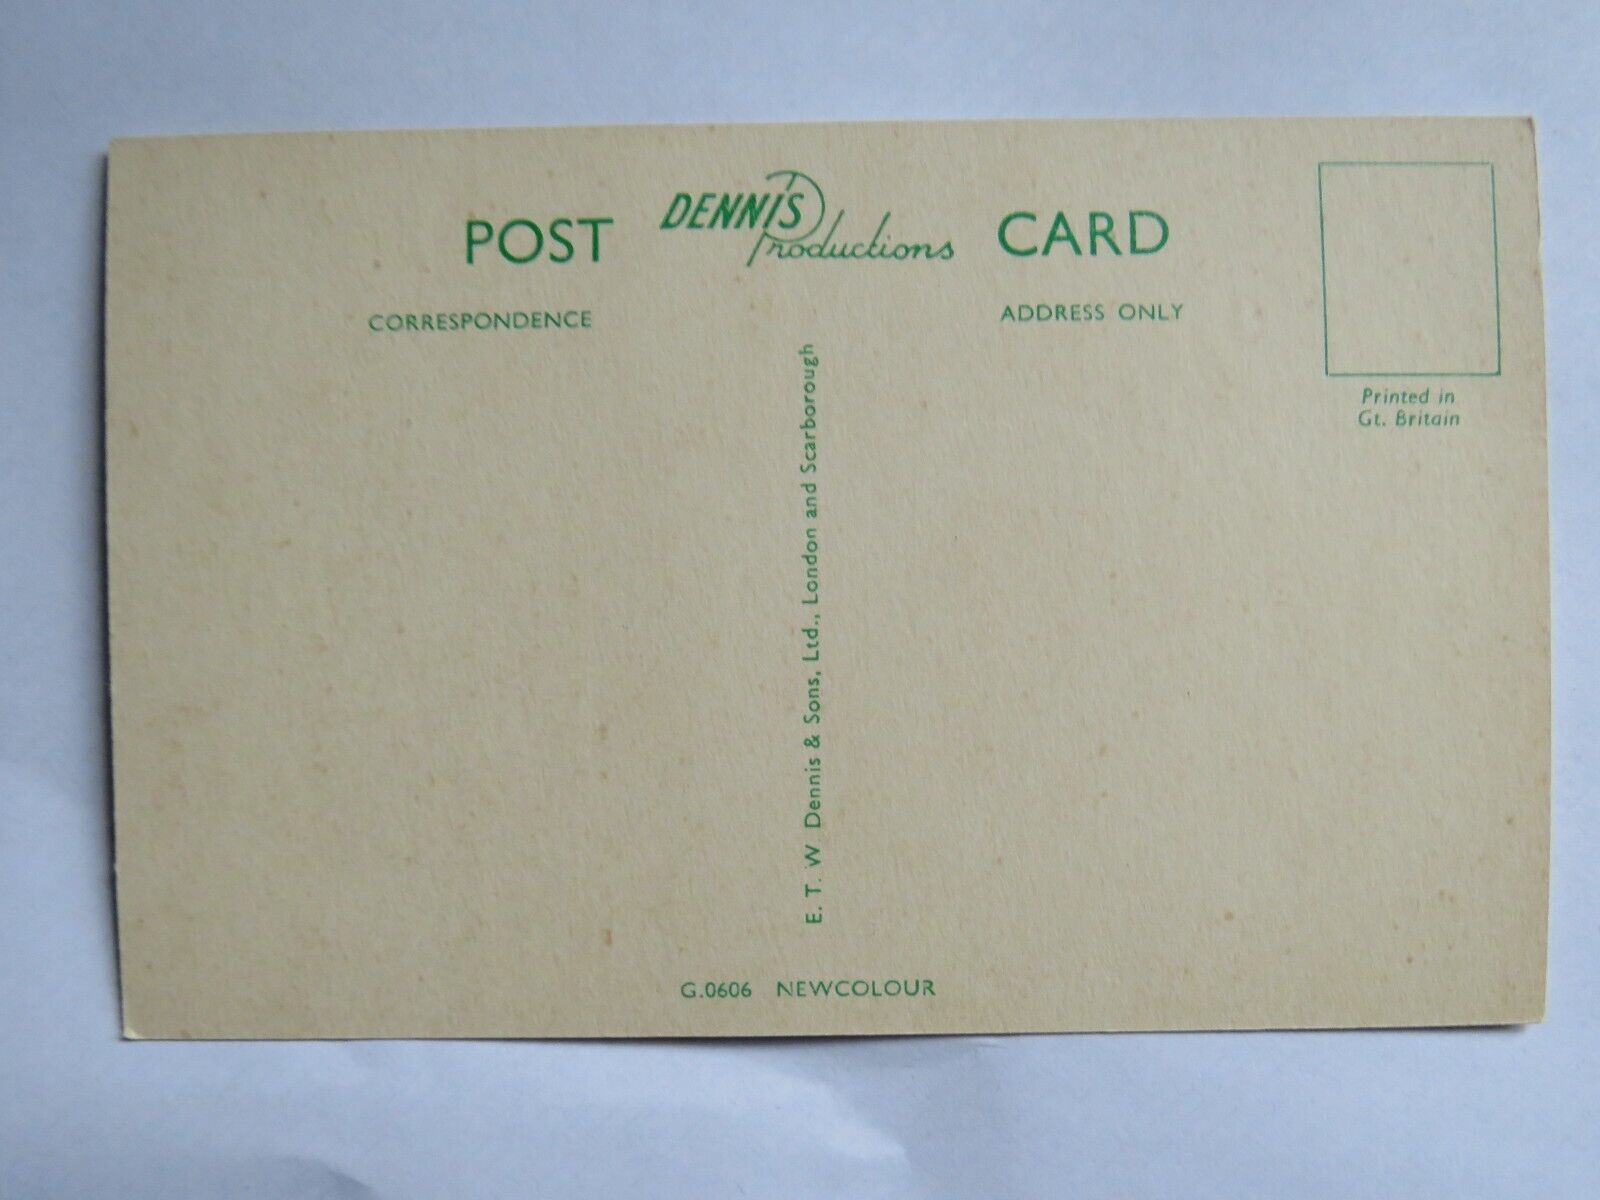 POST DENNIS Productions CARD
CORRESPONDENCE
ADDRESS ONLY
Printed in
Gt. Britain
E. T. W Dennis & Sons, Ltd., London and Scarborough
G.0606 NEWCOLOUR